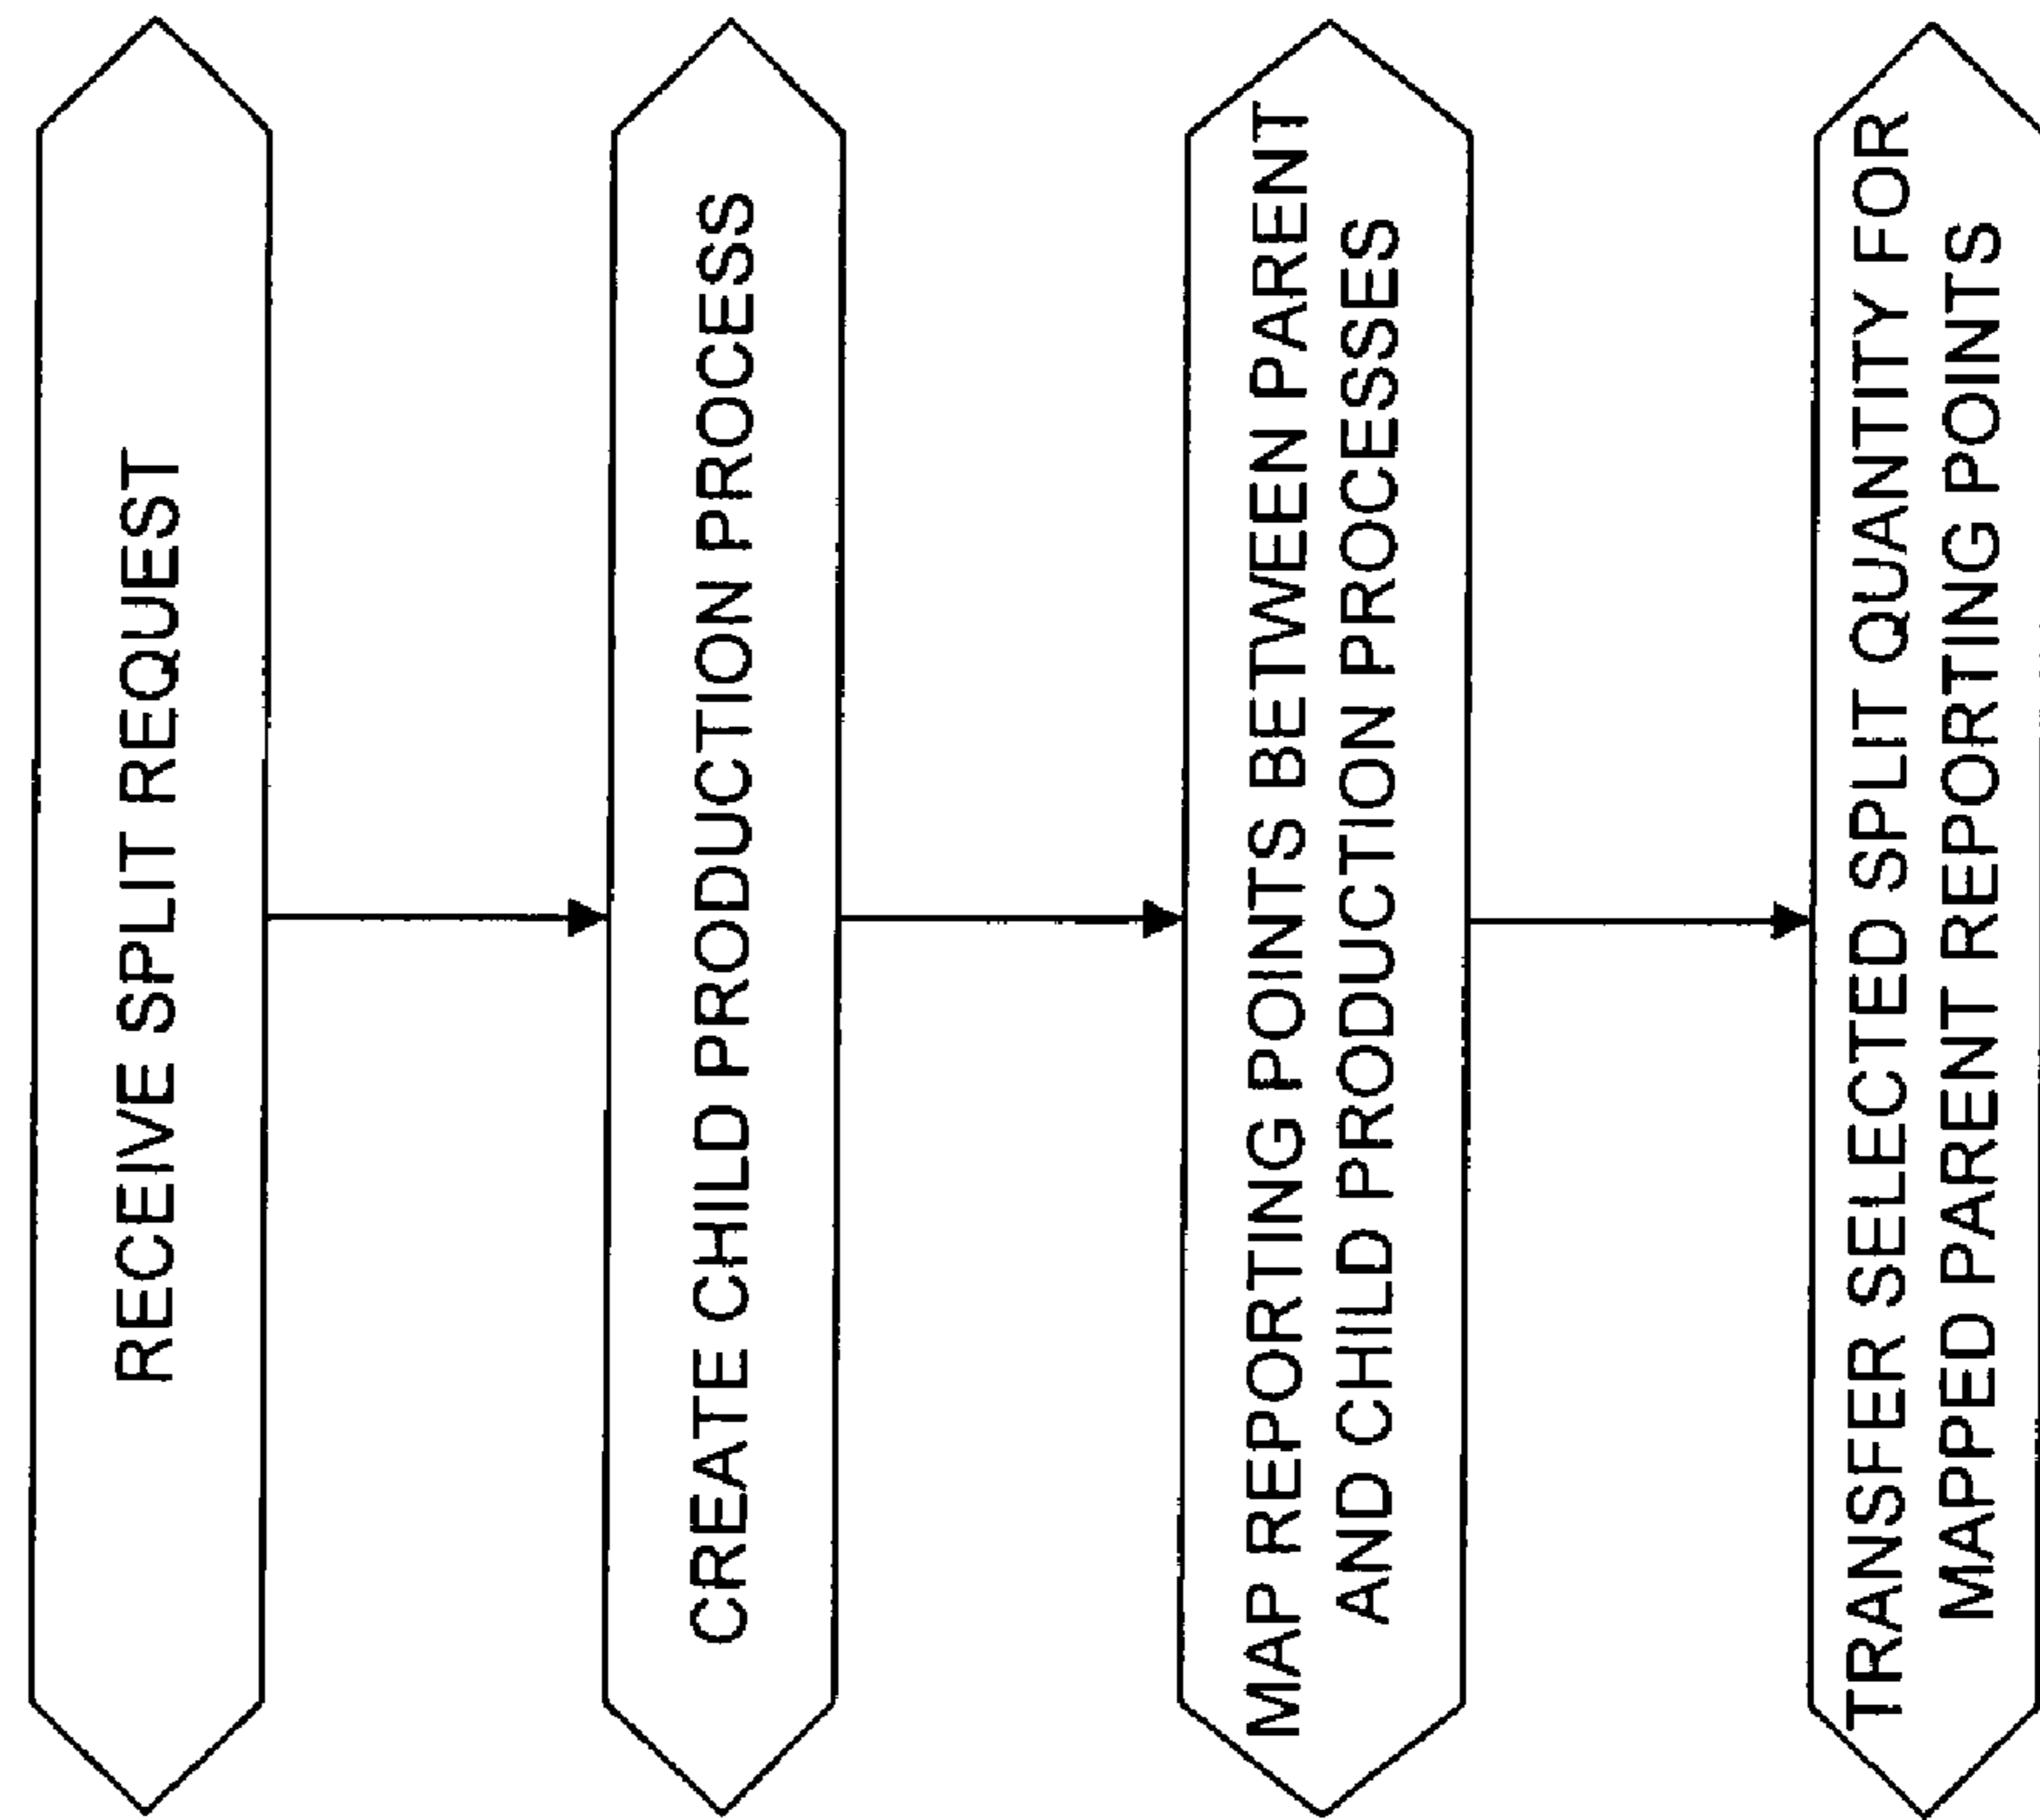 RECEIVE SPLIT REQUEST
CREATE CHILD PRODUCTION PROCESS
MAP REPORTING POINTS BETWEEN PARENT
AND CHILD PRODUCTION PROCESSES
TRANSFER SELECTED SPLIT QUANTITY FOR
MAPPED PARENT REPORTING POINTS